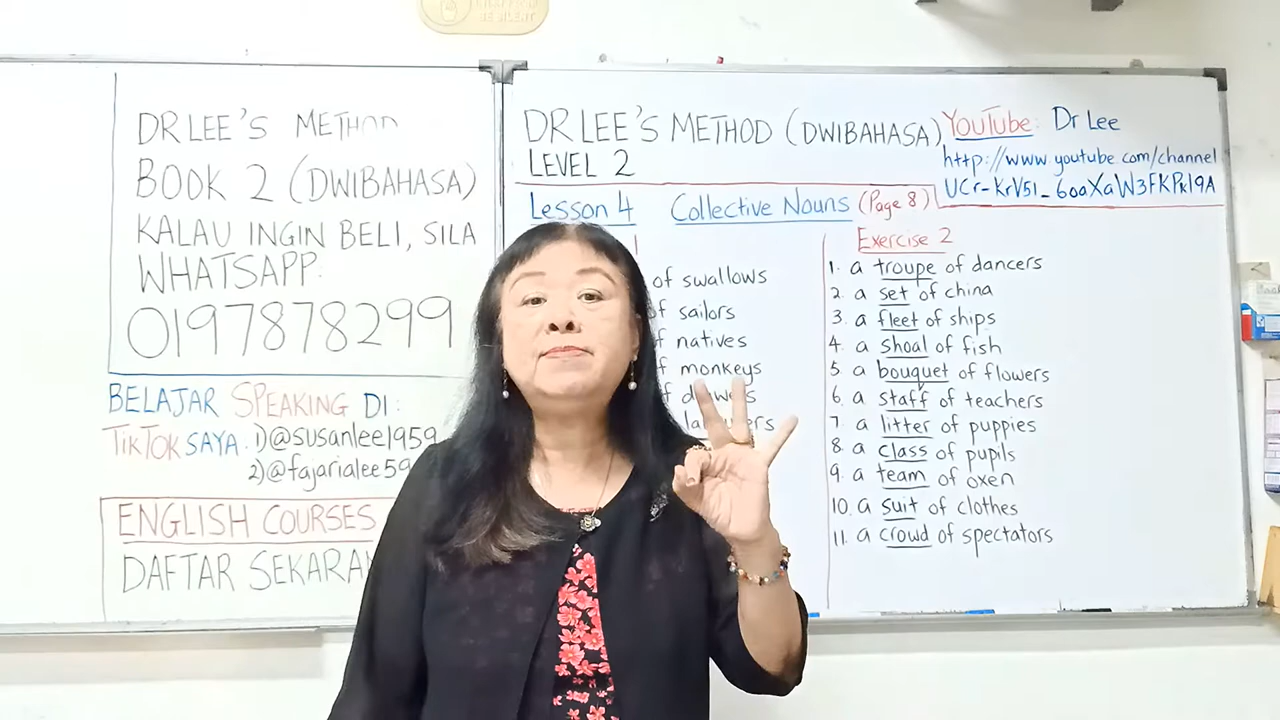 BE SILENT
DR LEE'S METHOD
BOOK 2 (DWIBAHASA)
KALAU INGIN BELI, SILA
WHATSAPP:
0197878299
BELAJAR SPEAKING DI:
TIKTOK SAYA. 1) @susanlee1959
2) @fajarialee59
ENGLISH COURSES
DAFTAR
DR LEE'S METHOD (DWIBAHASA)
LEVEL 2
YouTube: Dr Lee
http://www.youtube.com/channel
UCr-KrV51_6oaXaW3FKPkl9A
Lesson 4 Collective Nouns (Page 8)
of swallows
of sailors
of natives
of monkeys
Exercise 2
1. a troupe of dancers
2. a set of china
3. a fleet of ships
4. a shoal of fish
5. a bouquet of flowers
6. a staff of teachers
7. a litter of puppies
8. a class of pupils
9. a team of oxen
10. a suit of clothes
11. a crowd of spectators